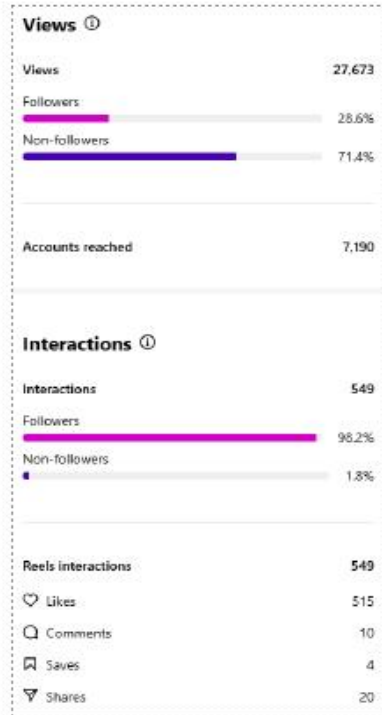 Views
Views 27,673
Followers
28.6%
Non-followers
71.4%
Accounts reached 7,190
Interactions
Interactions 549
Followers
98.2%
Non-followers
1.8%
Reels interactions 549
Likes 515
Comments 10
Saves 4
Shares 20